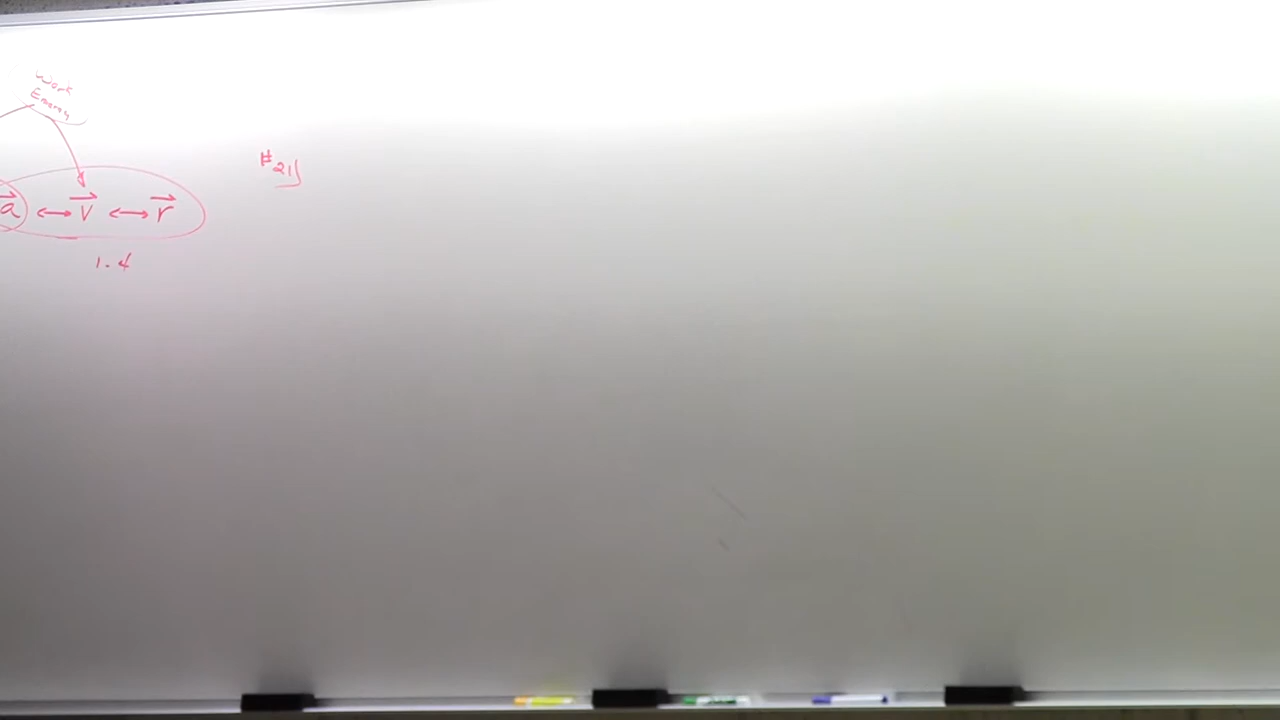 Work
Energy
#21)
a ↔ v ↔ r
1.4